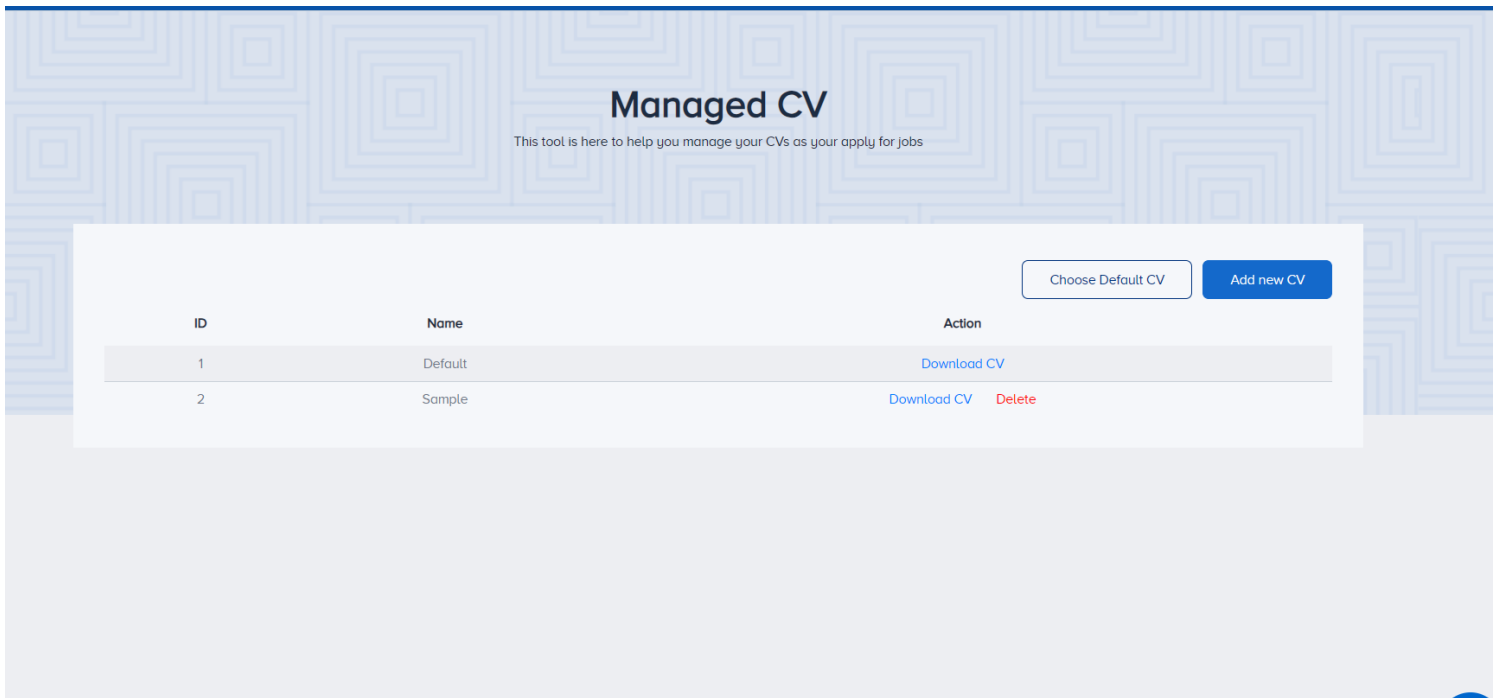 Managed CV
This tool is here to help you manage your CVs as your apply for jobs
Choose Default CV Add new CV
ID Name Action
1 Default Download CV
2 Sample Download CV Delete